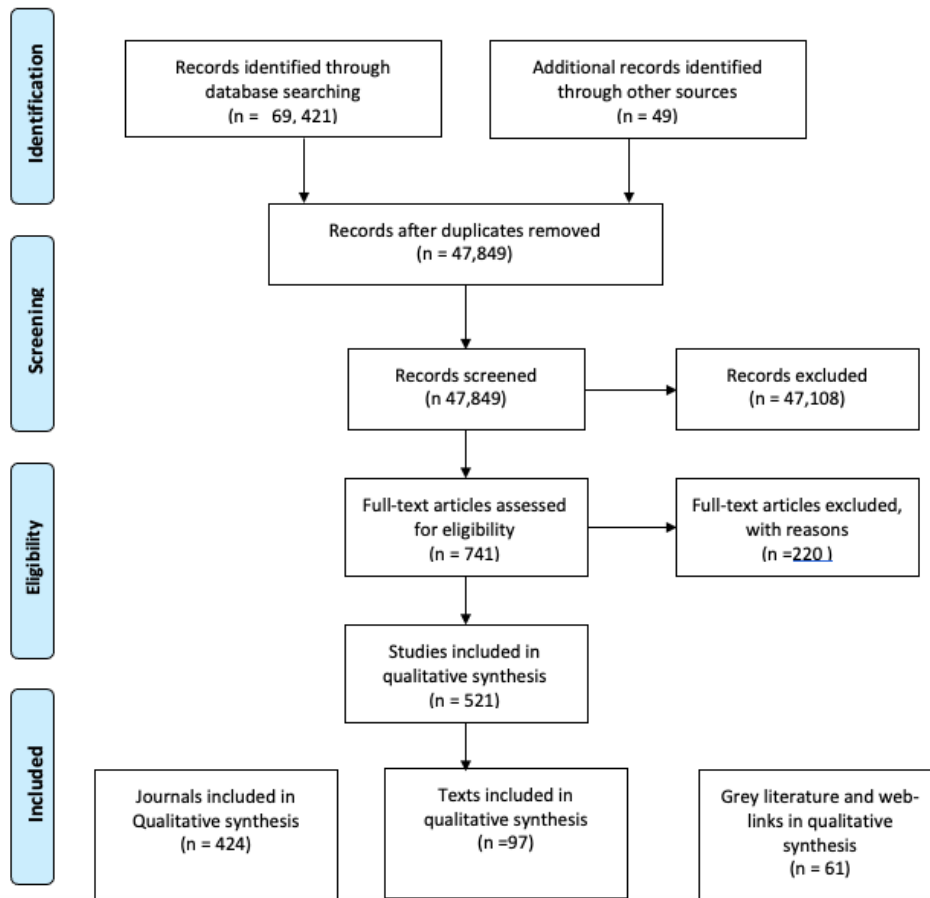 Identification
Records identified through
database searching
(n =   69, 421)
Additional records identified
through other sources
(n = 49)
Records after duplicates removed
(n = 47,849)
Screening
Records screened
(n 47,849)
Records excluded
(n = 47,108)
Eligibility
Full-text articles assessed
for eligibility
(n = 741)
Full-text articles excluded,
with reasons
(n =220 )
Studies included in
qualitative synthesis
(n = 521)
Included
Journals included in
Qualitative synthesis
(n = 424)
Texts included in
qualitative synthesis
(n =97)
Grey literature and web-
links in qualitative
synthesis
(n = 61)